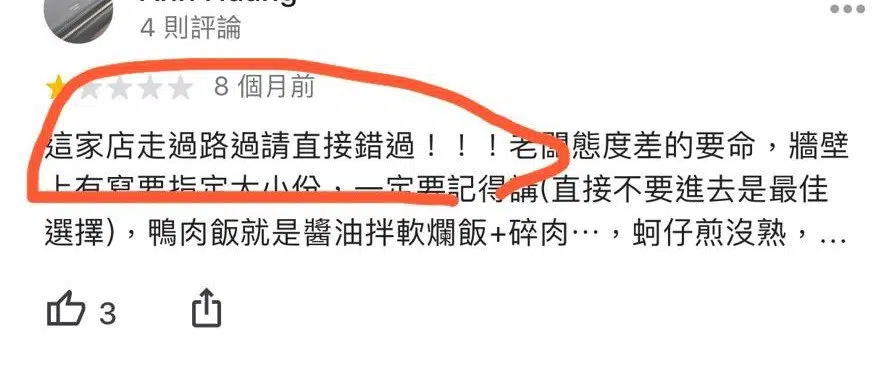 4 則評論
8 個月前
這家店走過路過請直接錯過！！！老闆態度差的要命，牆壁
上有寫要指定大小份，一定要記得講(直接不要進去是最佳
選擇)，鴨肉飯就是醬油拌軟爛飯+碎肉…，蚵仔煎沒熟，...
3